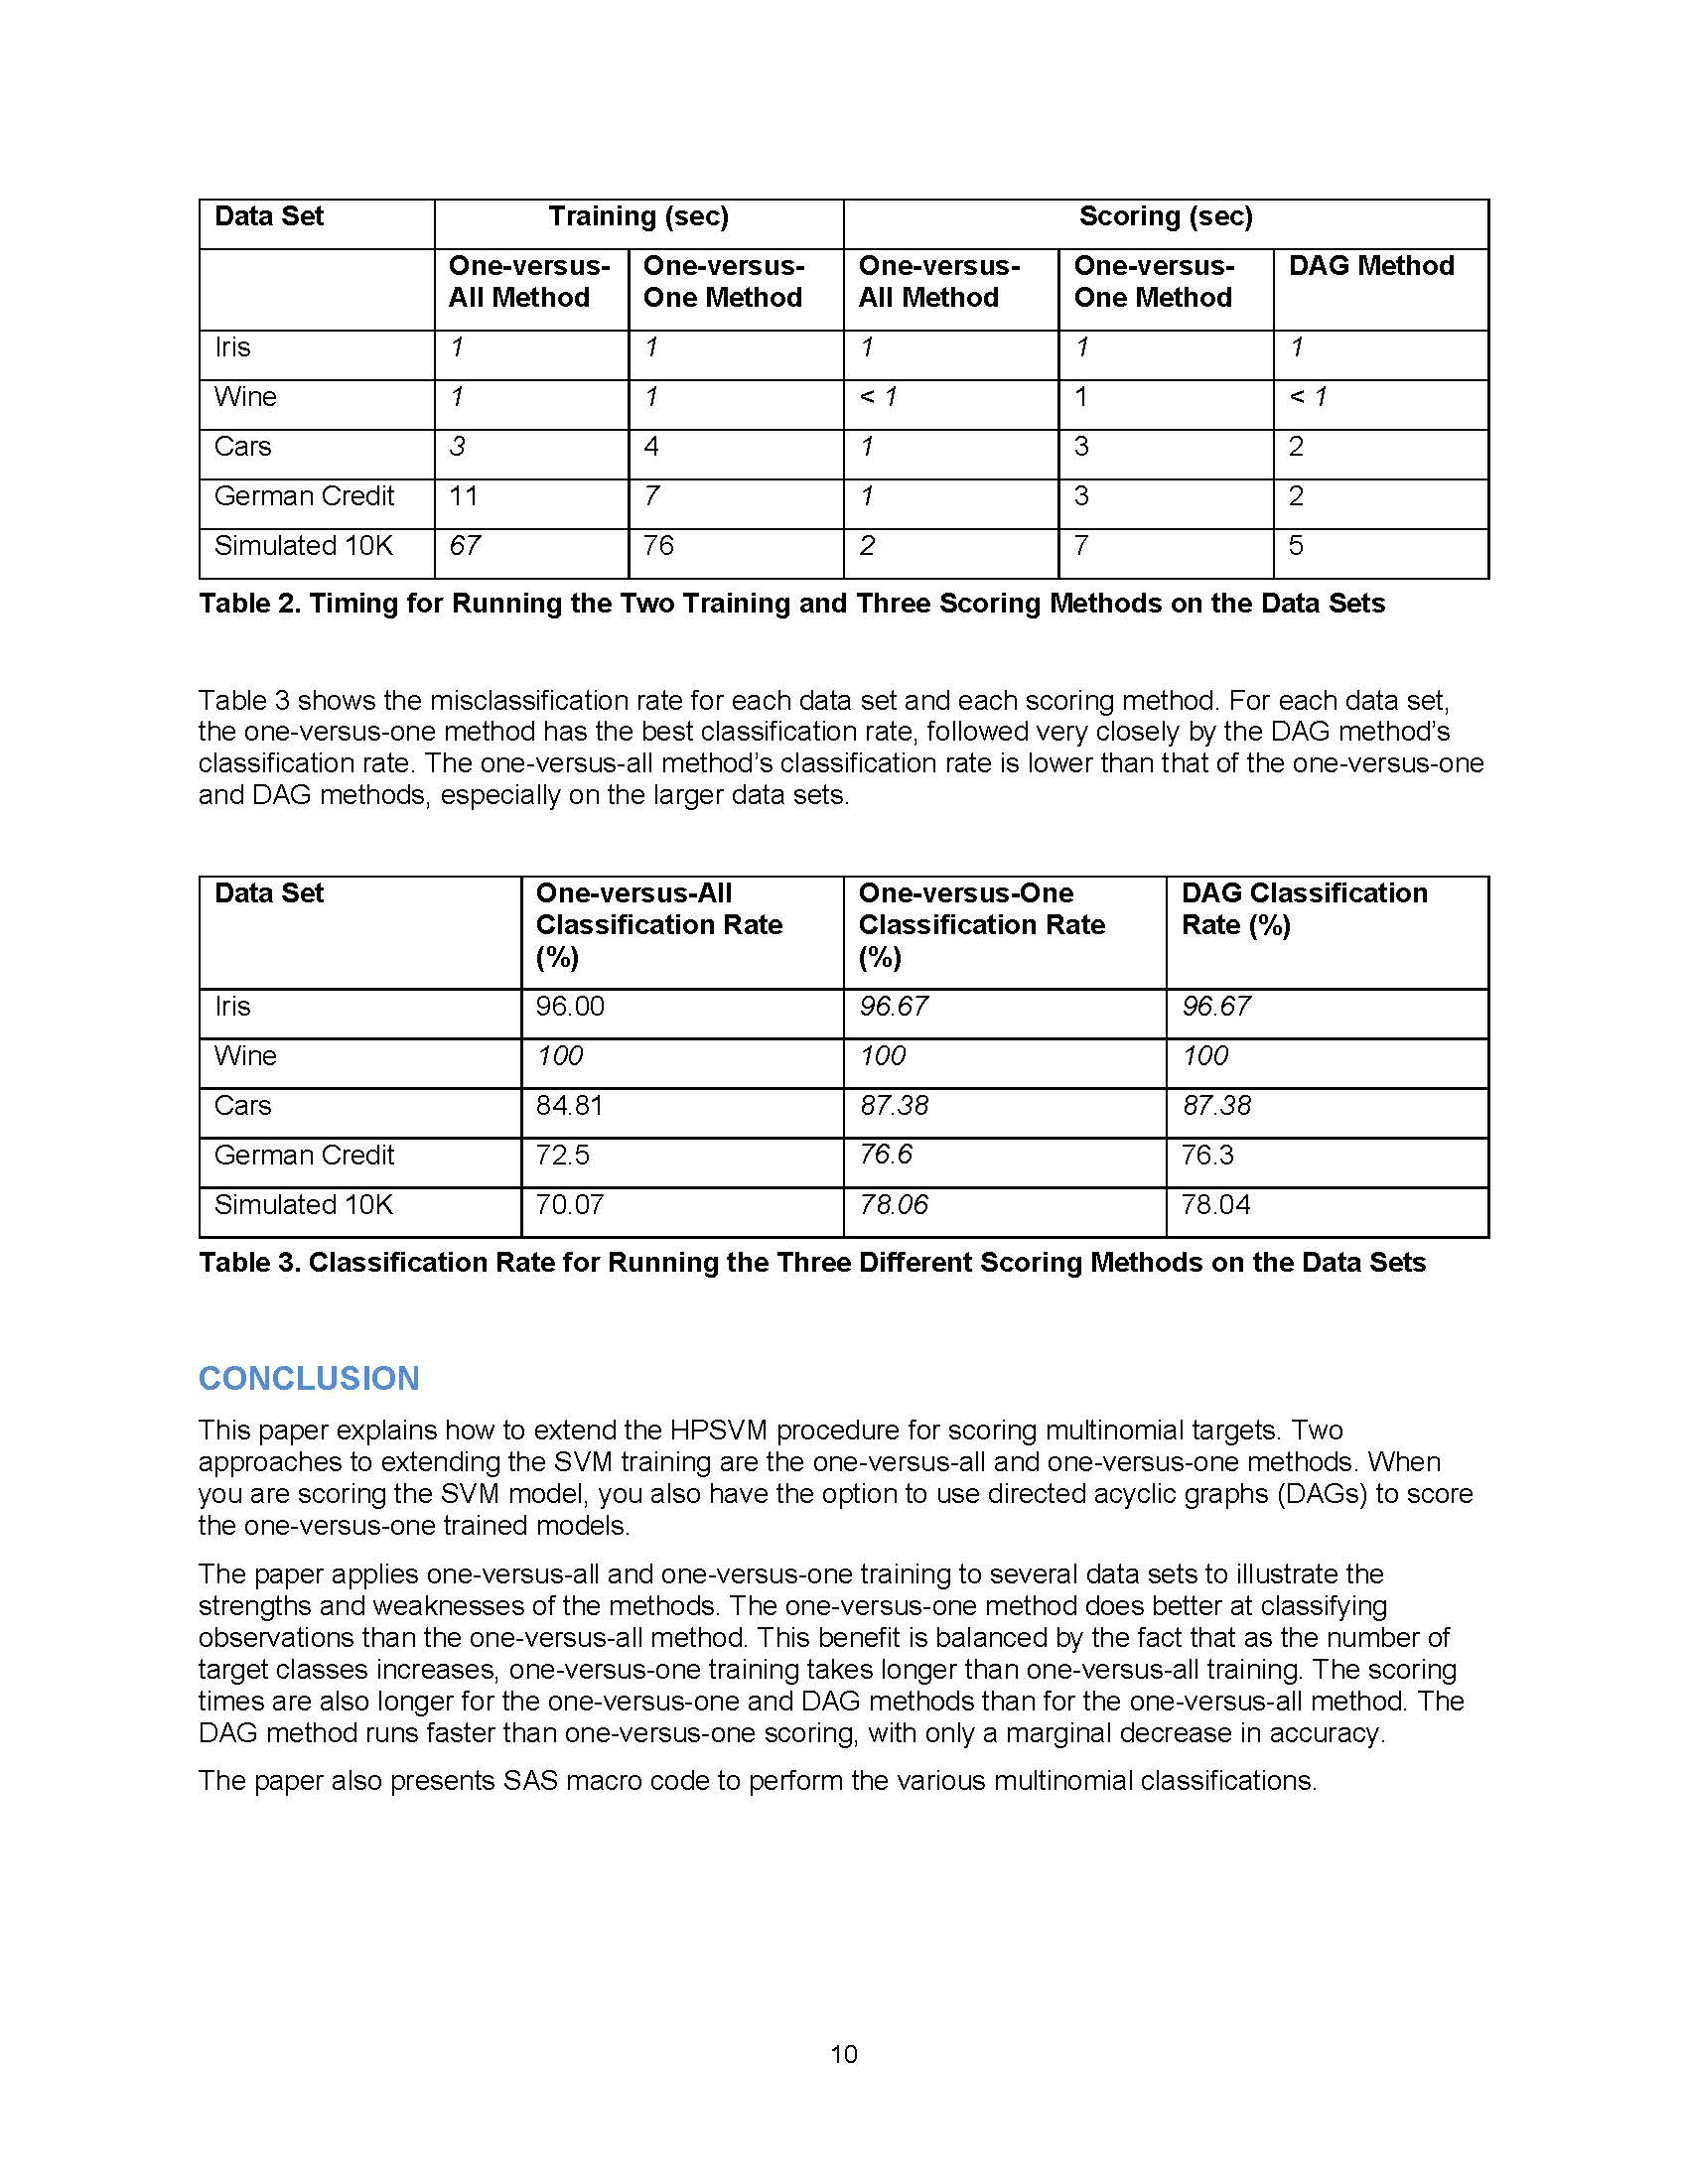 Data Set Training (sec) Scoring (sec)
One-versus- One-versus- One-versus- One-versus- DAG Method
All Method One Method All Method One Method
Iris 1 1 1 1 1
Wine 1 1 < 1 1 < 1
Cars 3 4 1 3 2
German Credit 11 7 1 3 2
Simulated 10K 67 76 2 7 5
Table 2. Timing for Running the Two Training and Three Scoring Methods on the Data Sets
Table 3 shows the misclassification rate for each data set and each scoring method. For each data set,
the one-versus-one method has the best classification rate, followed very closely by the DAG method’s
classification rate. The one-versus-all method’s classification rate is lower than that of the one-versus-one
and DAG methods, especially on the larger data sets.
Data Set One-versus-All One-versus-One DAG Classification
Classification Rate Classification Rate Rate (%)
(%) (%)
Iris 96.00 96.67 96.67
Wine 100 100 100
Cars 84.81 87.38 87.38
German Credit 72.5 76.6 76.3
Simulated 10K 70.07 78.06 78.04
Table 3. Classification Rate for Running the Three Different Scoring Methods on the Data Sets
CONCLUSION
This paper explains how to extend the HPSVM procedure for scoring multinomial targets. Two
approaches to extending the SVM training are the one-versus-all and one-versus-one methods. When
you are scoring the SVM model, you also have the option to use directed acyclic graphs (DAGs) to score
the one-versus-one trained models.
The paper applies one-versus-all and one-versus-one training to several data sets to illustrate the
strengths and weaknesses of the methods. The one-versus-one method does better at classifying
observations than the one-versus-all method. This benefit is balanced by the fact that as the number of
target classes increases, one-versus-one training takes longer than one-versus-all training. The scoring
times are also longer for the one-versus-one and DAG methods than for the one-versus-all method. The
DAG method runs faster than one-versus-one scoring, with only a marginal decrease in accuracy.
The paper also presents SAS macro code to perform the various multinomial classifications.
10